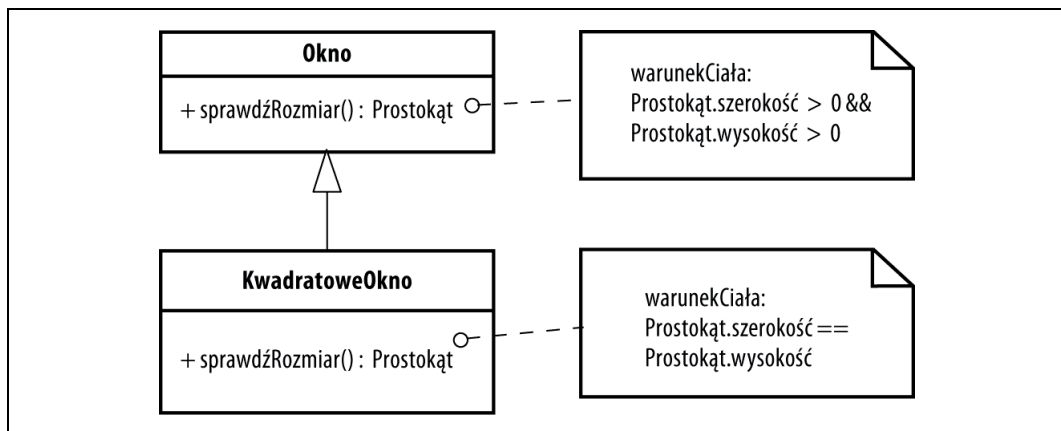 Okno
+ sprawdźRozmiar() : Prostokąt
warunekCiała:
Prostokąt.szerokość > 0 &&
Prostokąt.wysokość > 0
KwadratoweOkno
+ sprawdźRozmiar() : Prostokąt
warunekCiała:
Prostokąt.szerokość ==
Prostokąt.wysokość